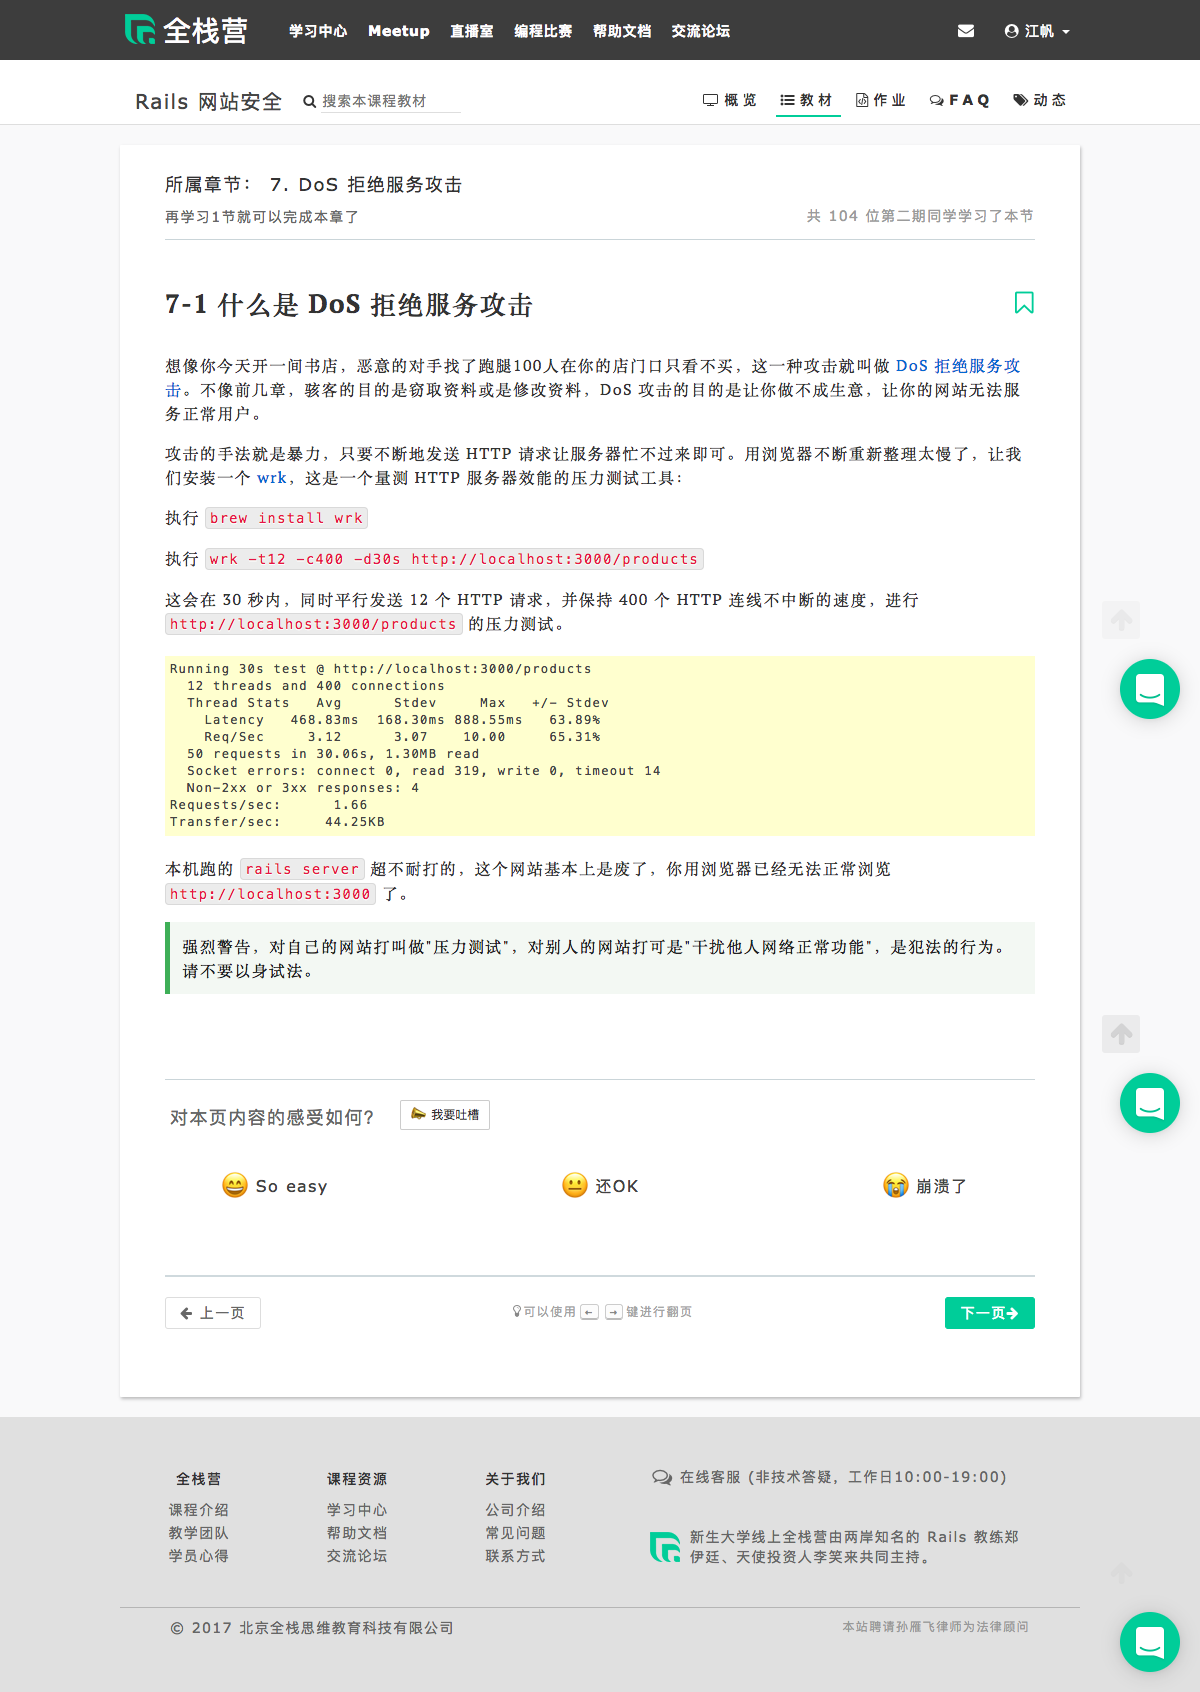 全栈营 学习中心 Meetup 直播室 编程比赛 帮助文档 交流论坛 江帆
Rails 网站安全 搜索本课程教材 概览 教材 作业 FAQ 动态
所属章节： 7. DoS 拒绝服务攻击
再学习1节就可以完成本章了 共 104 位第二期同学学习了本节
7-1 什么是 DoS 拒绝服务攻击
想像你今天开一间书店，恶意的对手找了跑腿100人在你的店门口只看不买，这一种攻击就叫做 DoS 拒绝服务攻
击。不像前几章，骇客的目的是窃取资料或是修改资料，DoS 攻击的目的是让你做不成生意，让你的网站无法服
务正常用户。
攻击的手法就是暴力，只要不断地发送 HTTP 请求让服务器忙不过来即可。用浏览器不断重新整理太慢了，让我
们安装一个 wrk，这是一个量测 HTTP 服务器效能的压力测试工具：
执行 brew install wrk
执行 wrk -t12 -c400 -d30s http://localhost:3000/products
这会在 30 秒内，同时平行发送 12 个 HTTP 请求，并保持 400 个 HTTP 连线不中断的速度，进行
http://localhost:3000/products 的压力测试。
Running 30s test @ http://localhost:3000/products
12 threads and 400 connections
Thread Stats Avg Stdev Max +/- Stdev
Latency 468.83ms 168.30ms 888.55ms 63.89%
Req/Sec 3.12 3.07 10.00 65.31%
50 requests in 30.06s, 1.30MB read
Socket errors: connect 0, read 319, write 0, timeout 14
Non-2xx or 3xx responses: 4
Requests/sec: 1.66
Transfer/sec: 44.25KB
本机跑的 rails server 超不耐打的，这个网站基本上是废了，你用浏览器已经无法正常浏览
http://localhost:3000 了。
强烈警告，对自己的网站打叫做"压力测试"，对别人的网站打可是"干扰他人网络正常功能"，是犯法的行为。
请不要以身试法。
对本页内容的感受如何? 我要吐槽
So easy 还OK 崩溃了
上一页 可以使用 ← → 键进行翻页 下一页
全栈营 课程资源 关于我们 在线客服 (非技术答疑，工作日10:00-19:00)
课程介绍 学习中心 公司介绍
教学团队 帮助文档 常见问题 新生大学线上全栈营由两岸知名的 Rails 教练郑
学员心得 交流论坛 联系方式 伊廷、天使投资人李笑来共同主持。
© 2017 北京全栈思维教育科技有限公司 本站聘请孙雁飞律师为法律顾问